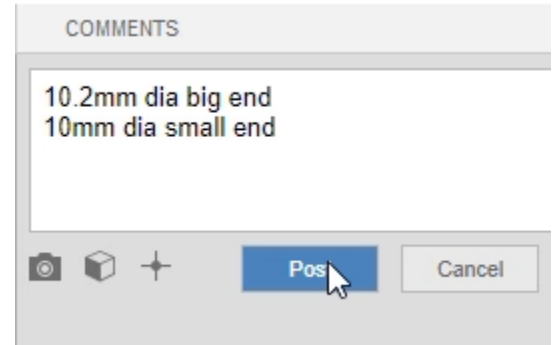 COMMENTS
10.2mm dia big end
10mm dia small end
Pos
Cancel